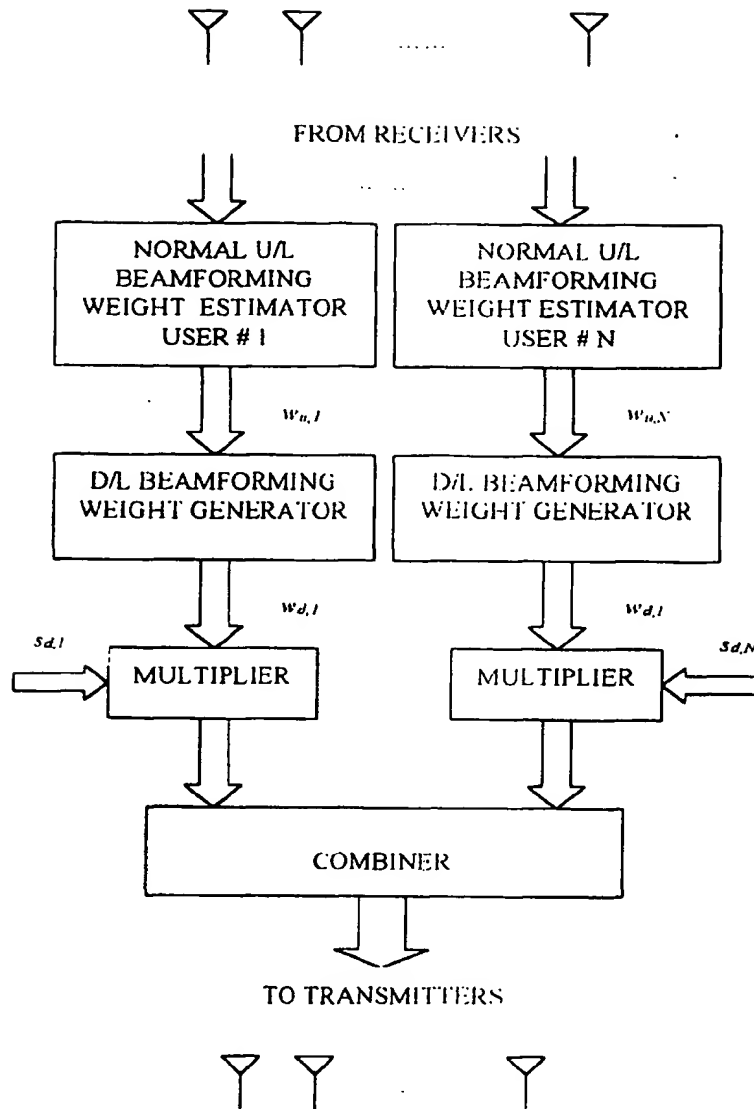 ......
FROM RECEIVERS
.. ..
NORMAL U/L
BEAMFORMING
WEIGHT ESTIMATOR
USER # 1
NORMAL U/L
BEAMFORMING
WEIGHT ESTIMATOR
USER # N
Wu,1
Wu,N
D/L BEAMFORMING
WEIGHT GENERATOR
D/L BEAMFORMING
WEIGHT GENERATOR
Wd,1
Wd,1
Sd,1
MULTIPLIER
MULTIPLIER
Sd,N
COMBINER
TO TRANSMITTERS